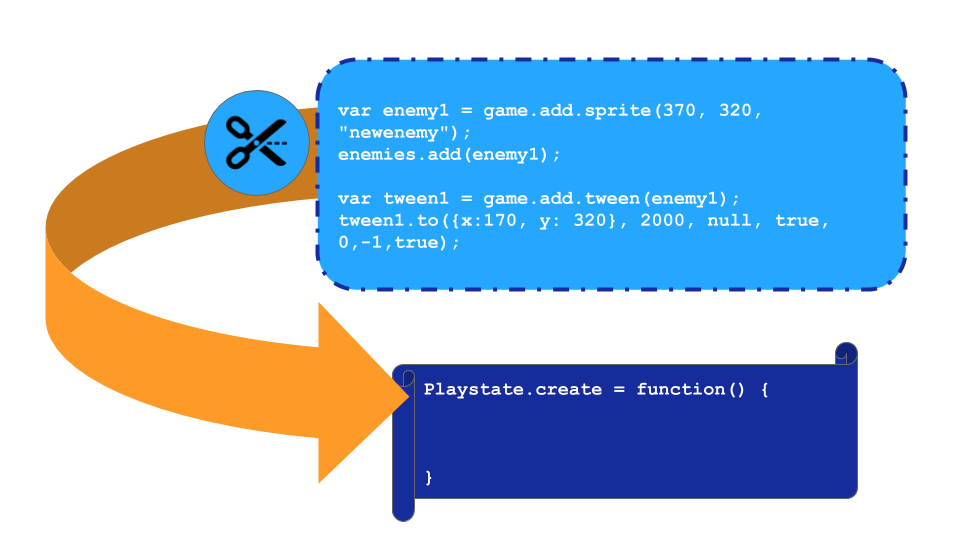 var enemy1 = game.add.sprite(370, 320,
"newenemy");
enemies.add(enemy1);
var tween1 = game.add.tween(enemy1);
tween1.to({x:170, y: 320}, 2000, null, true,
0,-1,true);
Playstate.create = function() {
}